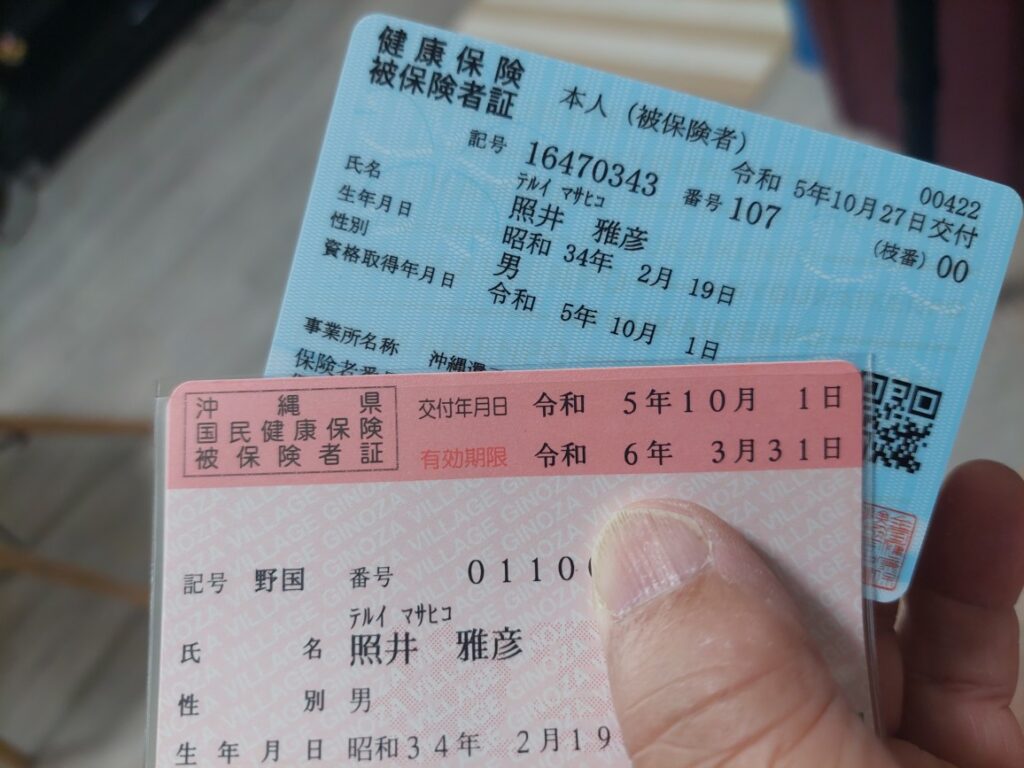 健康保険
被保険者証
本人（被保険者）
令和 5年10月27日交付
00422
記号 16470343 番号 107 (枝番) 00
ﾃﾙｲ ﾏｻﾋｺ
氏名 照井 雅彦
生年月日 昭和 34年 2月 19日
性別 男
資格取得年月日 令和 5年 10月 1日
事業所名称 沖縄
保険者番
沖縄県
国民健康保険
被保険者証
交付年月日 令和 5年10月 1日
有効期限 令和 6年 3月31日
GINOZA VILLAGE
記号 野国 番号 01100
ﾃﾙｲ ﾏｻﾋｺ
氏名 照井 雅彦
性別 男
生年月日 昭和34年 2月19